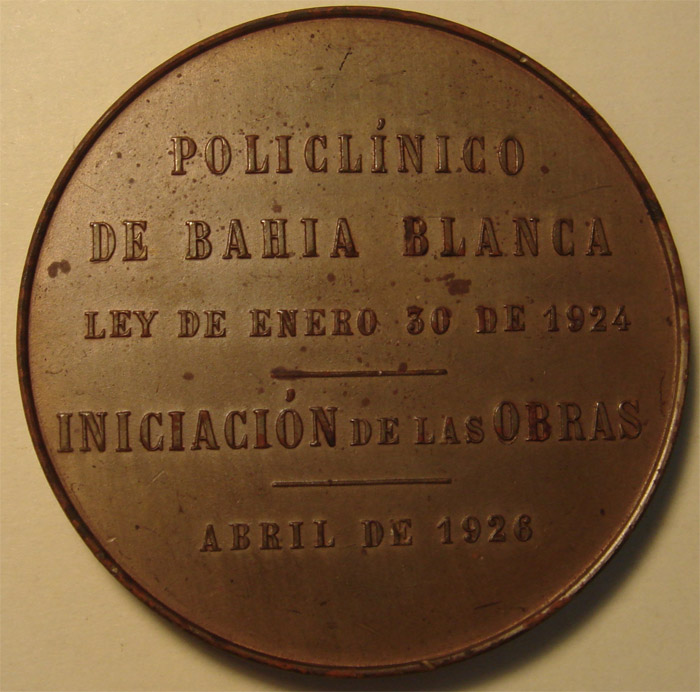 POLICLÍNICO
DE BAHIA BLANCA
LEY DE ENERO 30 DE 1924
INICIACIÓN DE LAS OBRAS
ABRIL DE 1926